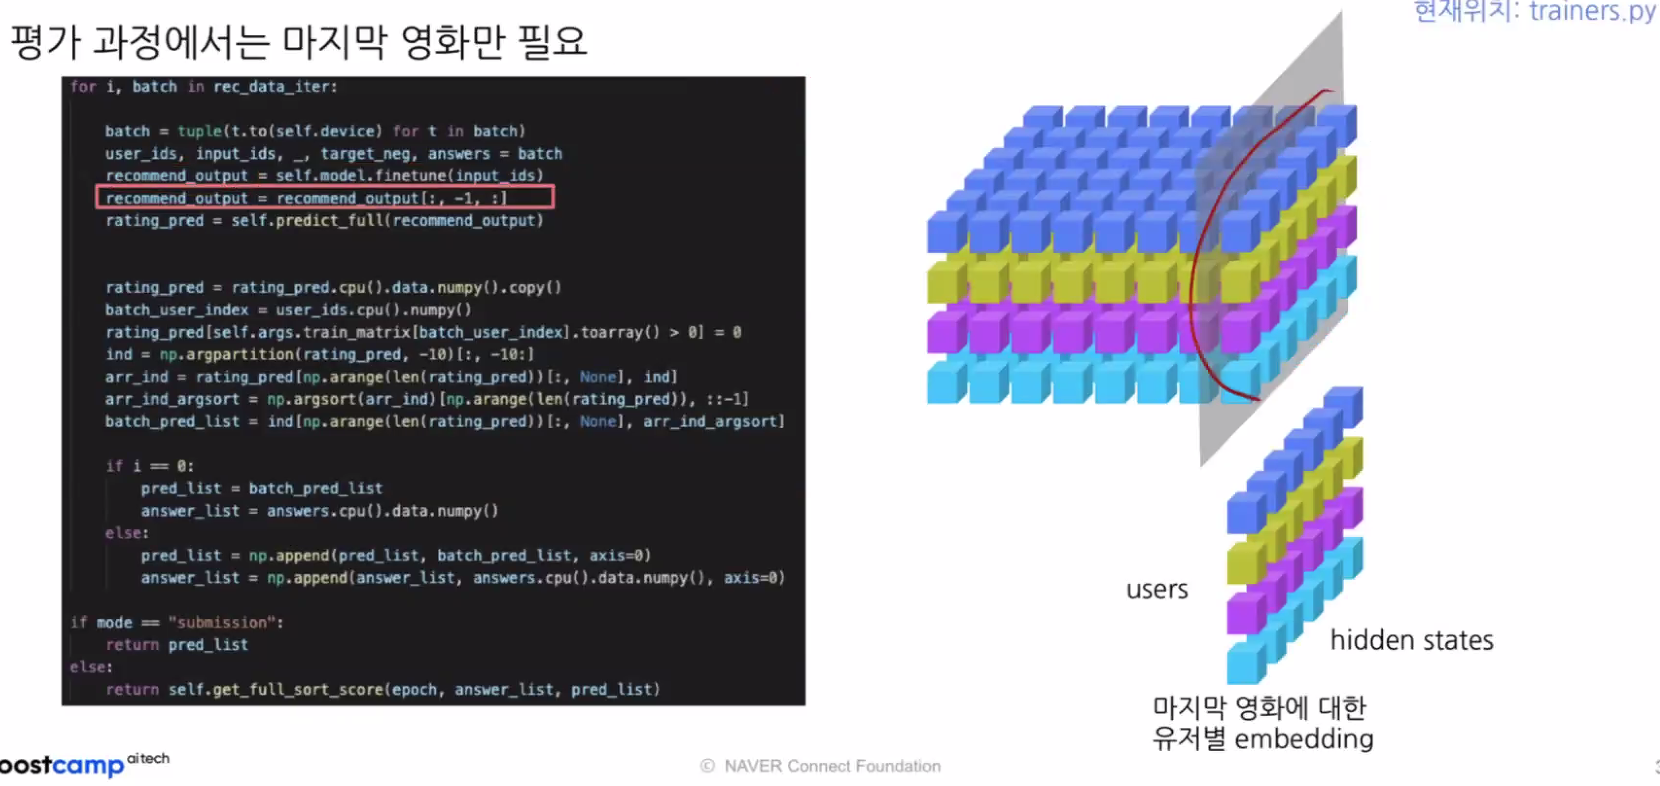 현재위치: trainers.py
평가 과정에서는 마지막 영화만 필요
for i, batch in rec_data_iter:
batch = tuple(t.to(self.device) for t in batch)
user_ids, input_ids, _, target_neg, answers = batch
recommend_output = self.model.finetune(input_ids)
recommend_output = recommend_output[:, -1, :]
rating_pred = self.predict_full(recommend_output)
rating_pred = rating_pred.cpu().data.numpy().copy()
batch_user_index = user_ids.cpu().numpy()
rating_pred[self.args.train_matrix[batch_user_index].toarray() > 0] = 0
ind = np.argpartition(rating_pred, -10)[:, -10:]
arr_ind = rating_pred[np.arange(len(rating_pred))[:, None], ind]
arr_ind_argsort = np.argsort(arr_ind)[np.arange(len(rating_pred)), ::-1]
batch_pred_list = ind[np.arange(len(rating_pred))[:, None], arr_ind_argsort]
if i == 0:
pred_list = batch_pred_list
answer_list = answers.cpu().data.numpy()
else:
pred_list = np.append(pred_list, batch_pred_list, axis=0)
answer_list = np.append(answer_list, answers.cpu().data.numpy(), axis=0)
if mode == "submission":
return pred_list
else:
return self.get_full_sort_score(epoch, answer_list, pred_list)
users
hidden states
마지막 영화에 대한
유저별 embedding
oostcamp ai tech
© NAVER Connect Foundation